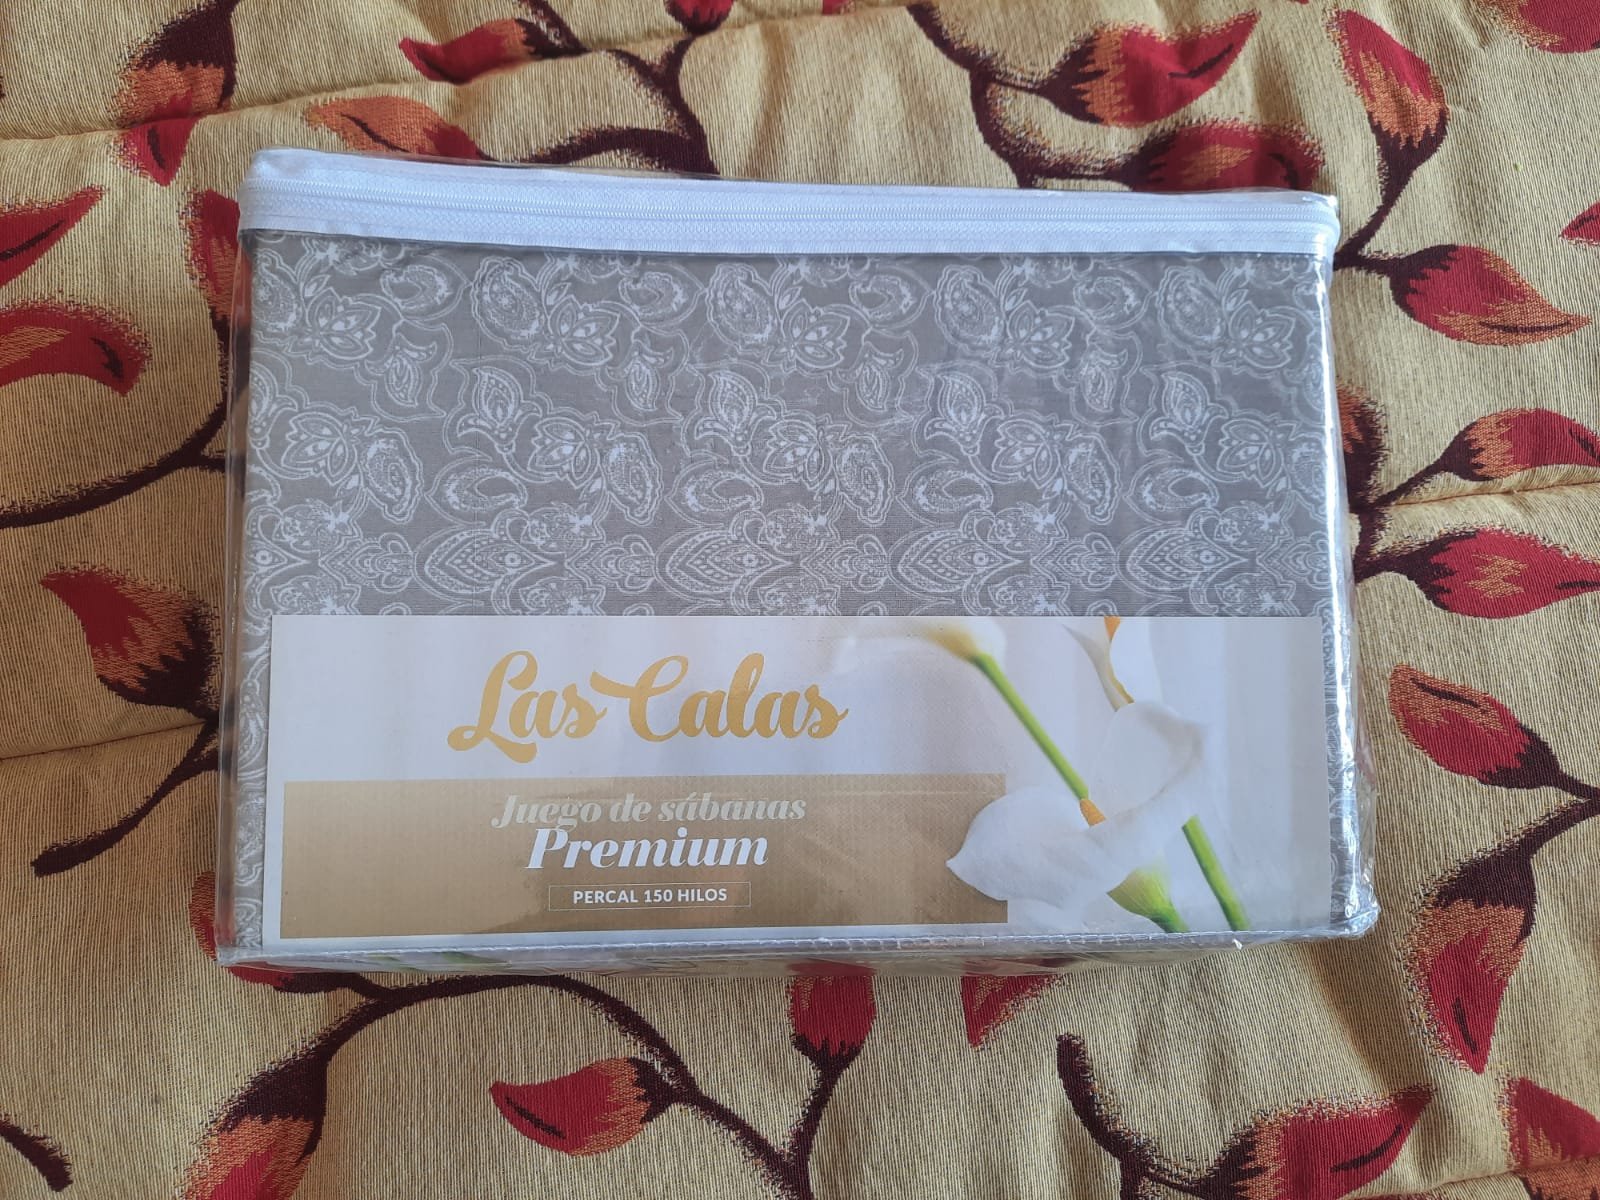 Las Calas
Juego de sábanas
Premium
PERCAL 150 HILOS